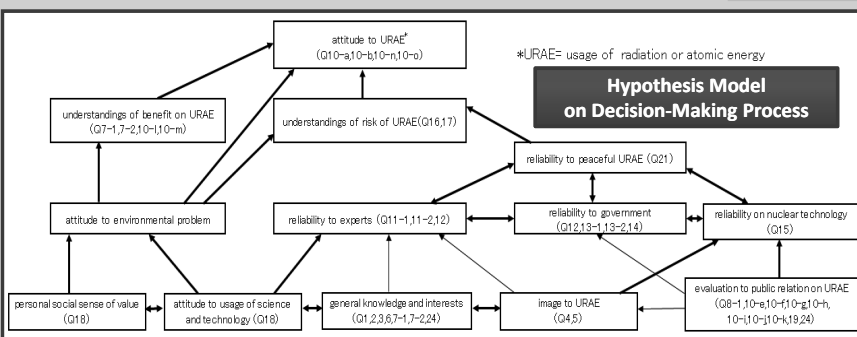 attitude to URAE*
(Q10-a,10-b,10-n,10-o)
*URAE= usage of radiation or atomic energy
Hypothesis Model
on Decision-Making Process
understandings of benefit on URAE
(Q7-1,7-2,10-l,10-m)
understandings of risk of URAE(Q16,17)
reliability to peaceful URAE (Q21)
attitude to environmental problem
reliability to experts (Q11-1,11-2,12)
reliability to government
(Q12,13-1,13-2,14)
reliability on nuclear technology
(Q15)
personal social sense of value
(Q18)
attitude to usage of science
and technology (Q18)
general knowledge and interests
(Q1,2,3,6,7-1,7-2,24)
image to URAE
(Q4,5)
evaluation to public relation on URAE
(Q8-1,10-e,10-f,10-g,10-h,
10-i,10-j,10-k,19,24)